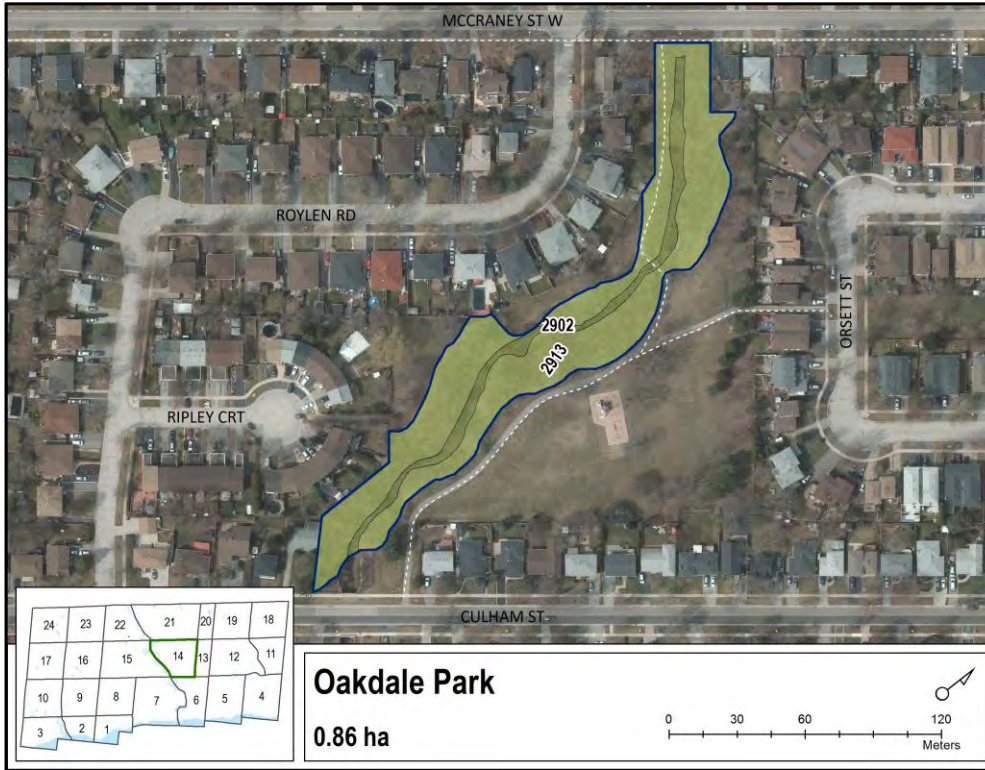 MCCRANEY ST W
ROYLEN RD
2902
2913
ORSETT ST
RIPLEY CRT
CULHAM ST
24 23 22 21 20 19 18
17 16 15 14 13 12 11
10 9 8 7 6 5 4
3 2 1
Oakdale Park
0.86 ha
0 30 60 120
Meters